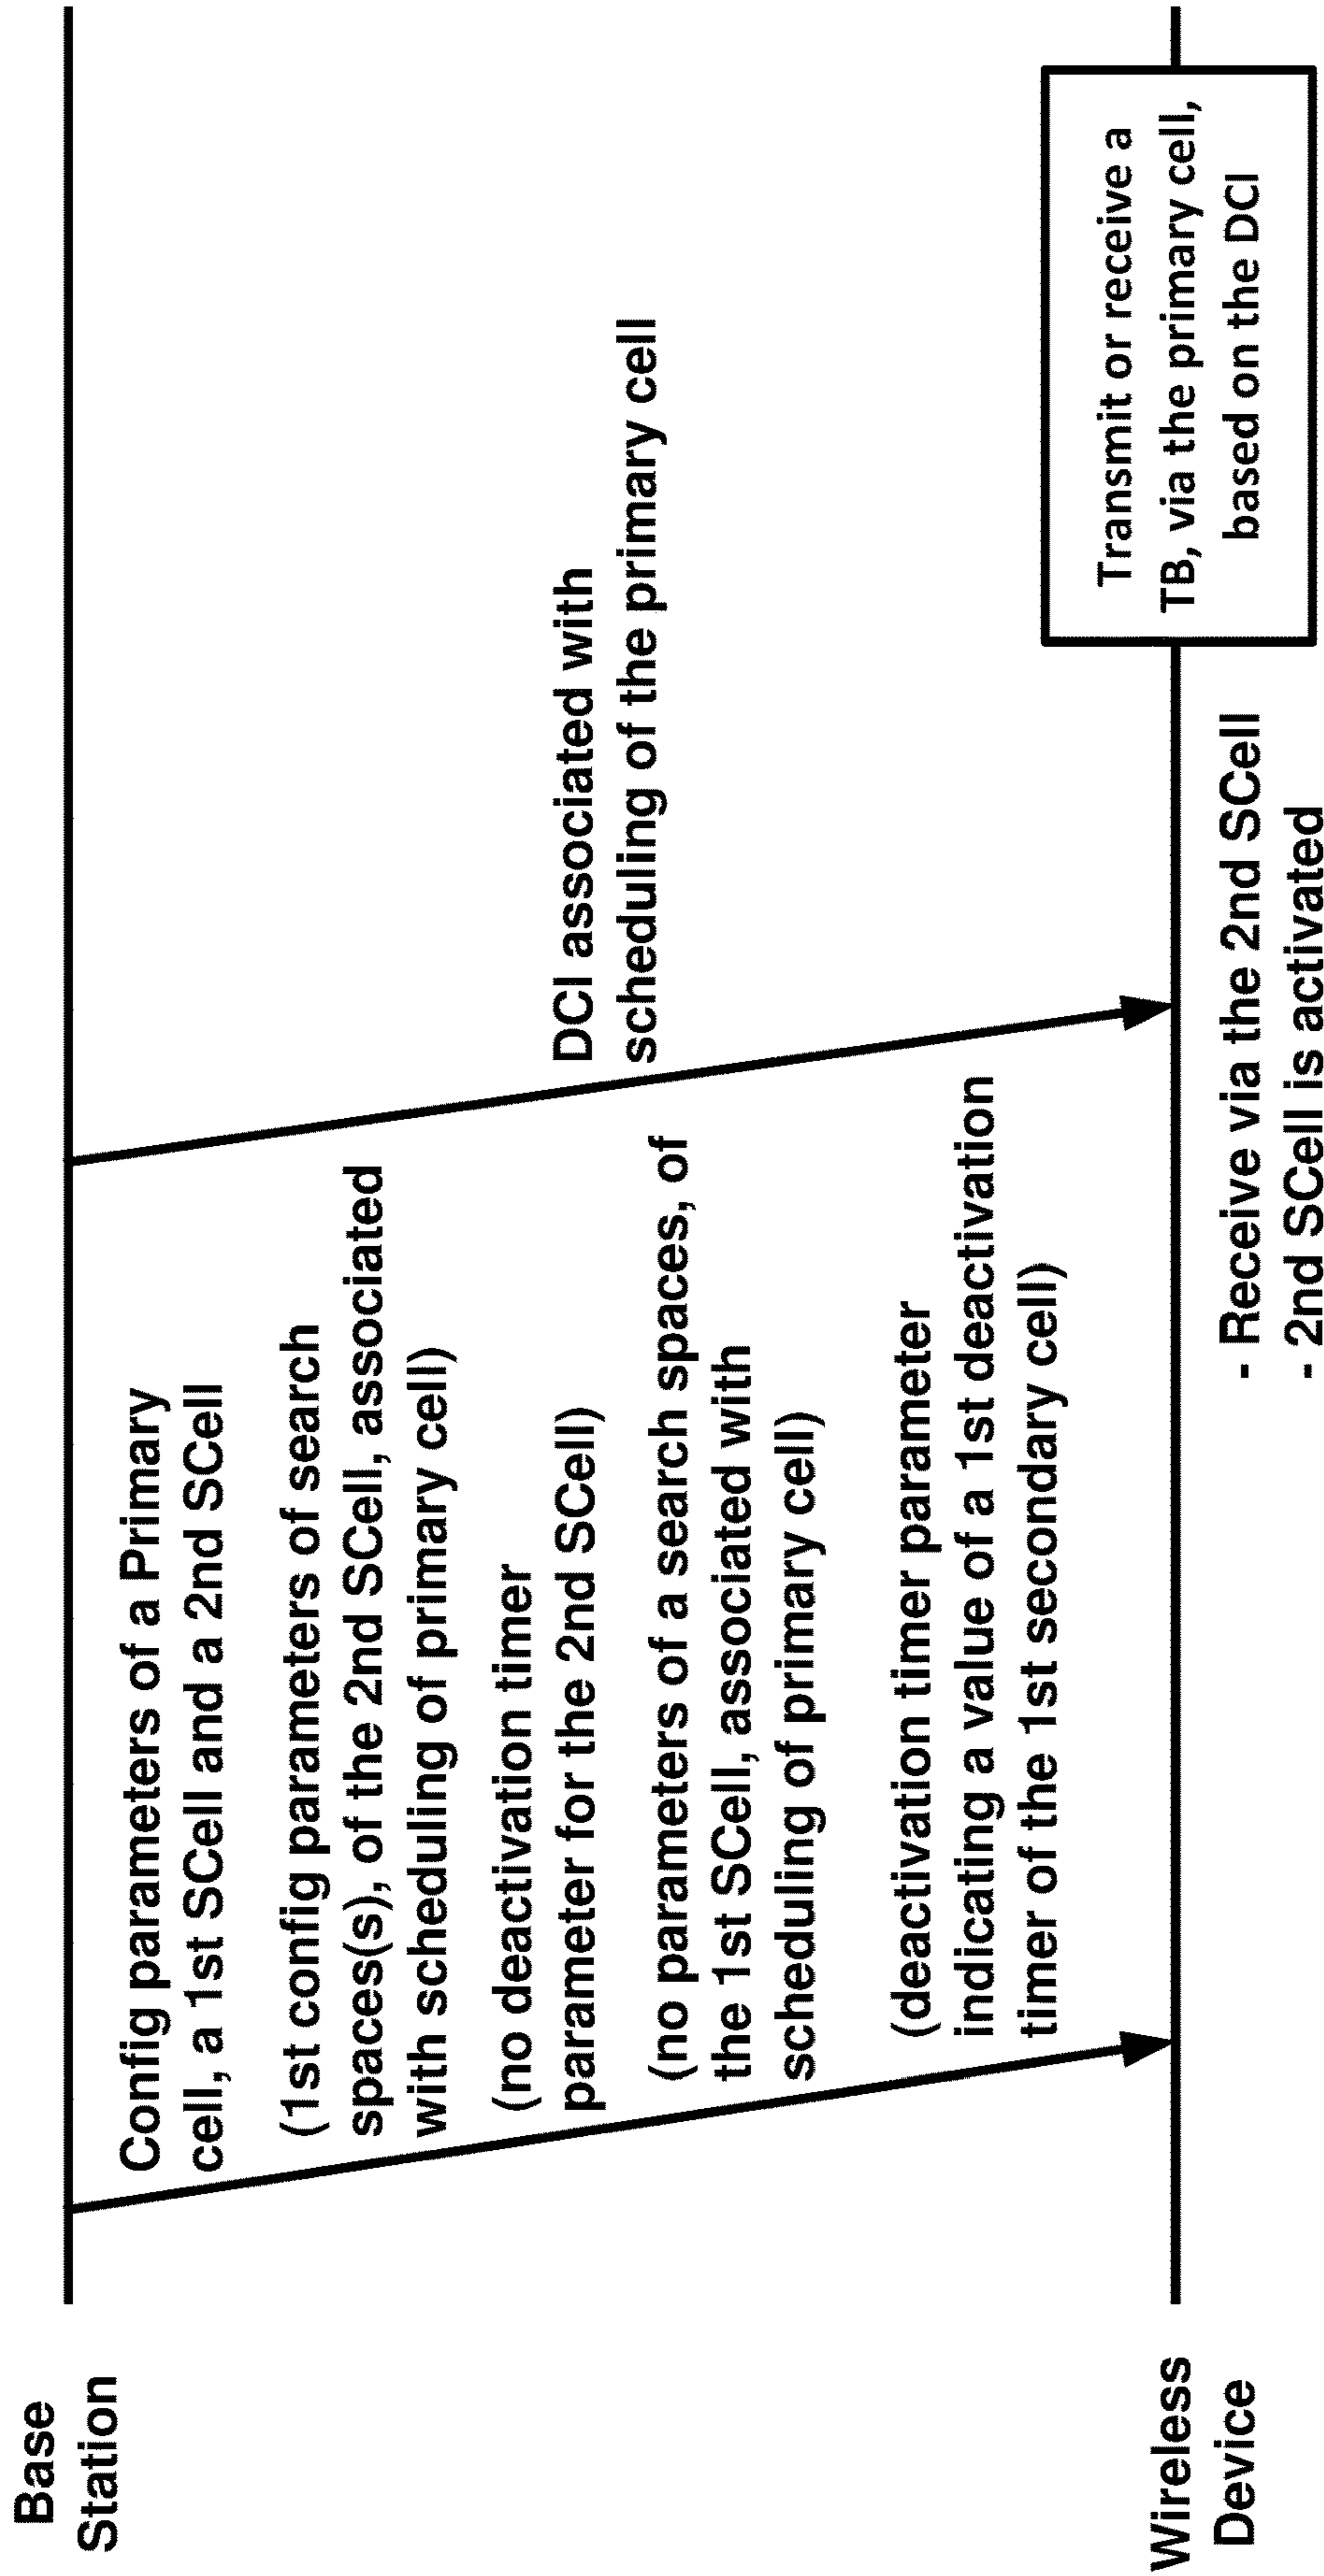 Base
Station
Config parameters of a Primary
cell, a 1st SCell and a 2nd SCell
(1st config parameters of search
spaces(s), of the 2nd SCell, associated
with scheduling of primary cell)
(no deactivation timer
parameter for the 2nd SCell)
(no parameters of a search spaces, of
the 1st SCell, associated with
scheduling of primary cell)
(deactivation timer parameter
indicating a value of a 1st deactivation
timer of the 1st secondary cell)
DCI associated with
scheduling of the primary cell
Wireless
Device
- Receive via the 2nd SCell
- 2nd SCell is activated
Transmit or receive a
TB, via the primary cell,
based on the DCI